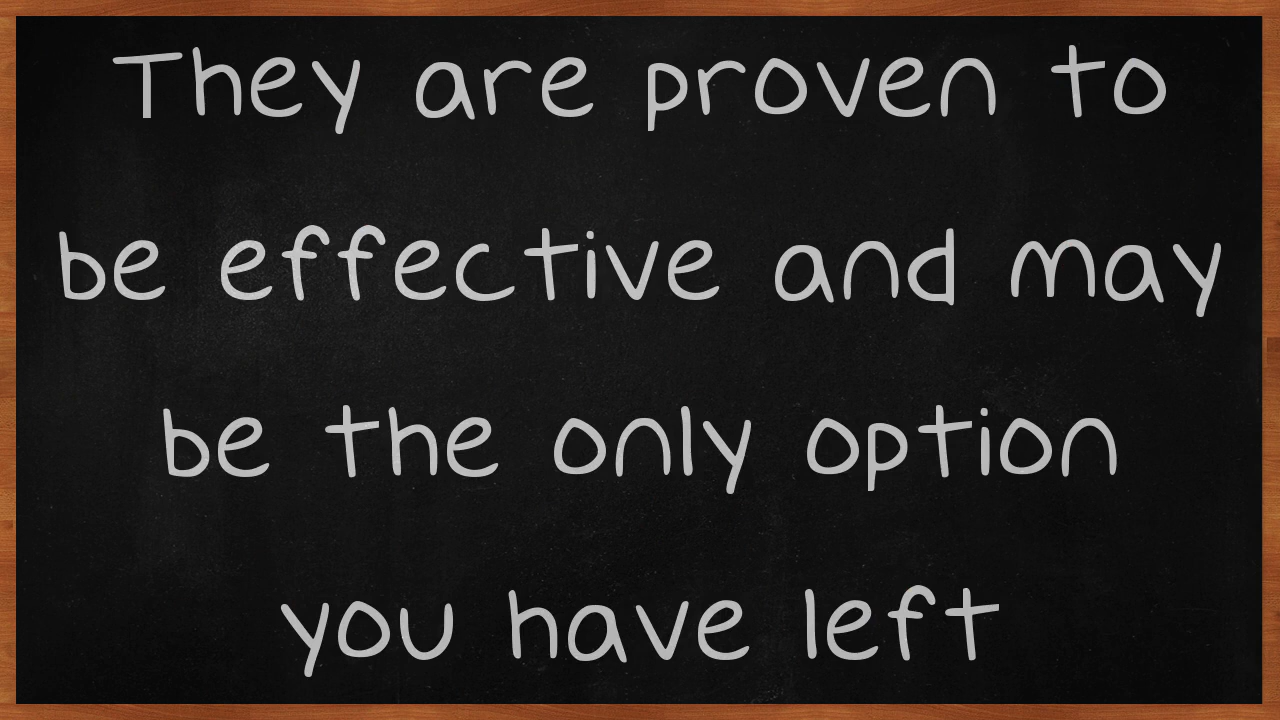 They are proven to
be effective and may
be the only option
you have left